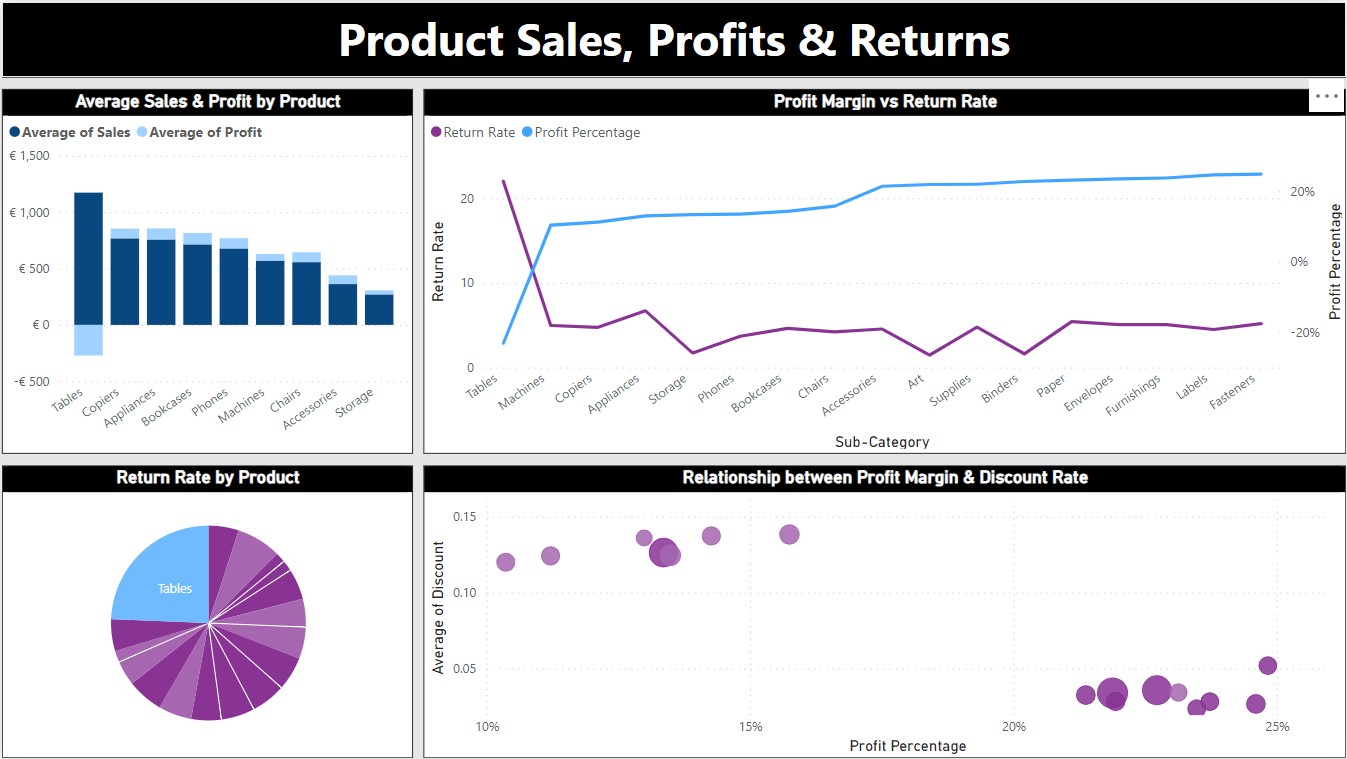 Product Sales, Profits & Returns
Average Sales & Profit by Product
Average of Sales Average of Profit
€ 1,500
€ 1,000
€ 500
€ 0
-€ 500
Tables
Copiers
Appliances
Bookcases
Phones
Machines
Chairs
Accessories
Storage
Profit Margin vs Return Rate
Return Rate Profit Percentage
Return Rate
20
10
0
20%
0%
-20%
Profit Percentage
Tables
Machines
Copiers
Appliances
Storage
Phones
Bookcases
Chairs
Accessories
Art
Supplies
Binders
Paper
Envelopes
Furnishings
Labels
Fasteners
Sub-Category
Return Rate by Product
Tables
Relationship between Profit Margin & Discount Rate
Average of Discount
0.15
0.10
0.05
10% 15% 20% 25%
Profit Percentage